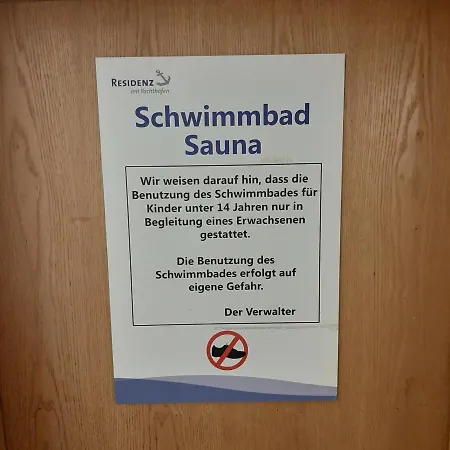 RESIDENZ
am Yachthafen
Schwimmbad
Sauna
Wir weisen darauf hin, dass die
Benutzung des Schwimmbades für
Kinder unter 14 Jahren nur in
Begleitung eines Erwachsenen
gestattet.
Die Benutzung des
Schwimmbades erfolgt auf
eigene Gefahr.
Der Verwalter